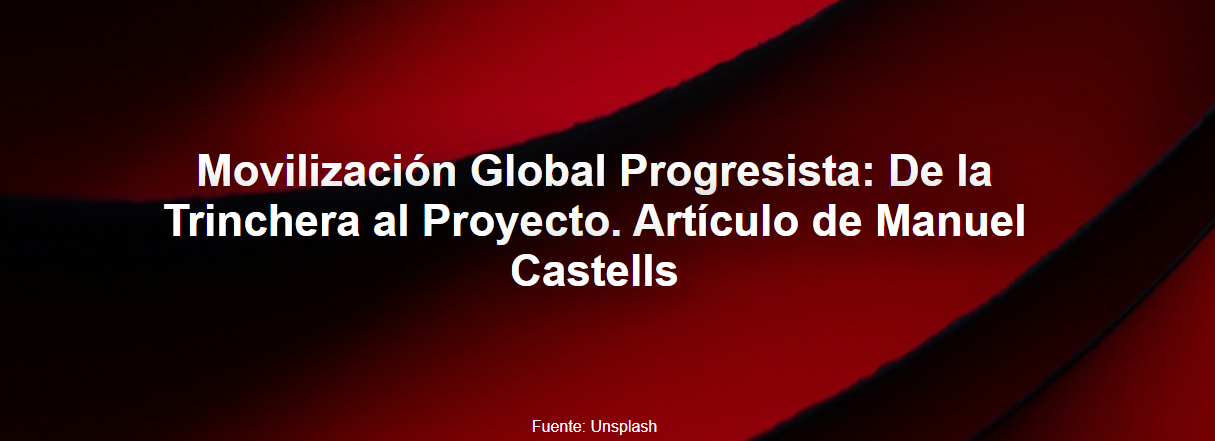 Movilización Global Progresista: De la
Trinchera al Proyecto. Artículo de Manuel
Castells
Fuente: Unsplash